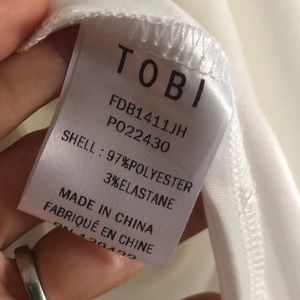 TOBI
FDB1411JH
PO22430
SHELL: 97%POLYESTER
3%ELASTANE
MADE IN CHINA
FABRIQUÉ EN CHINE